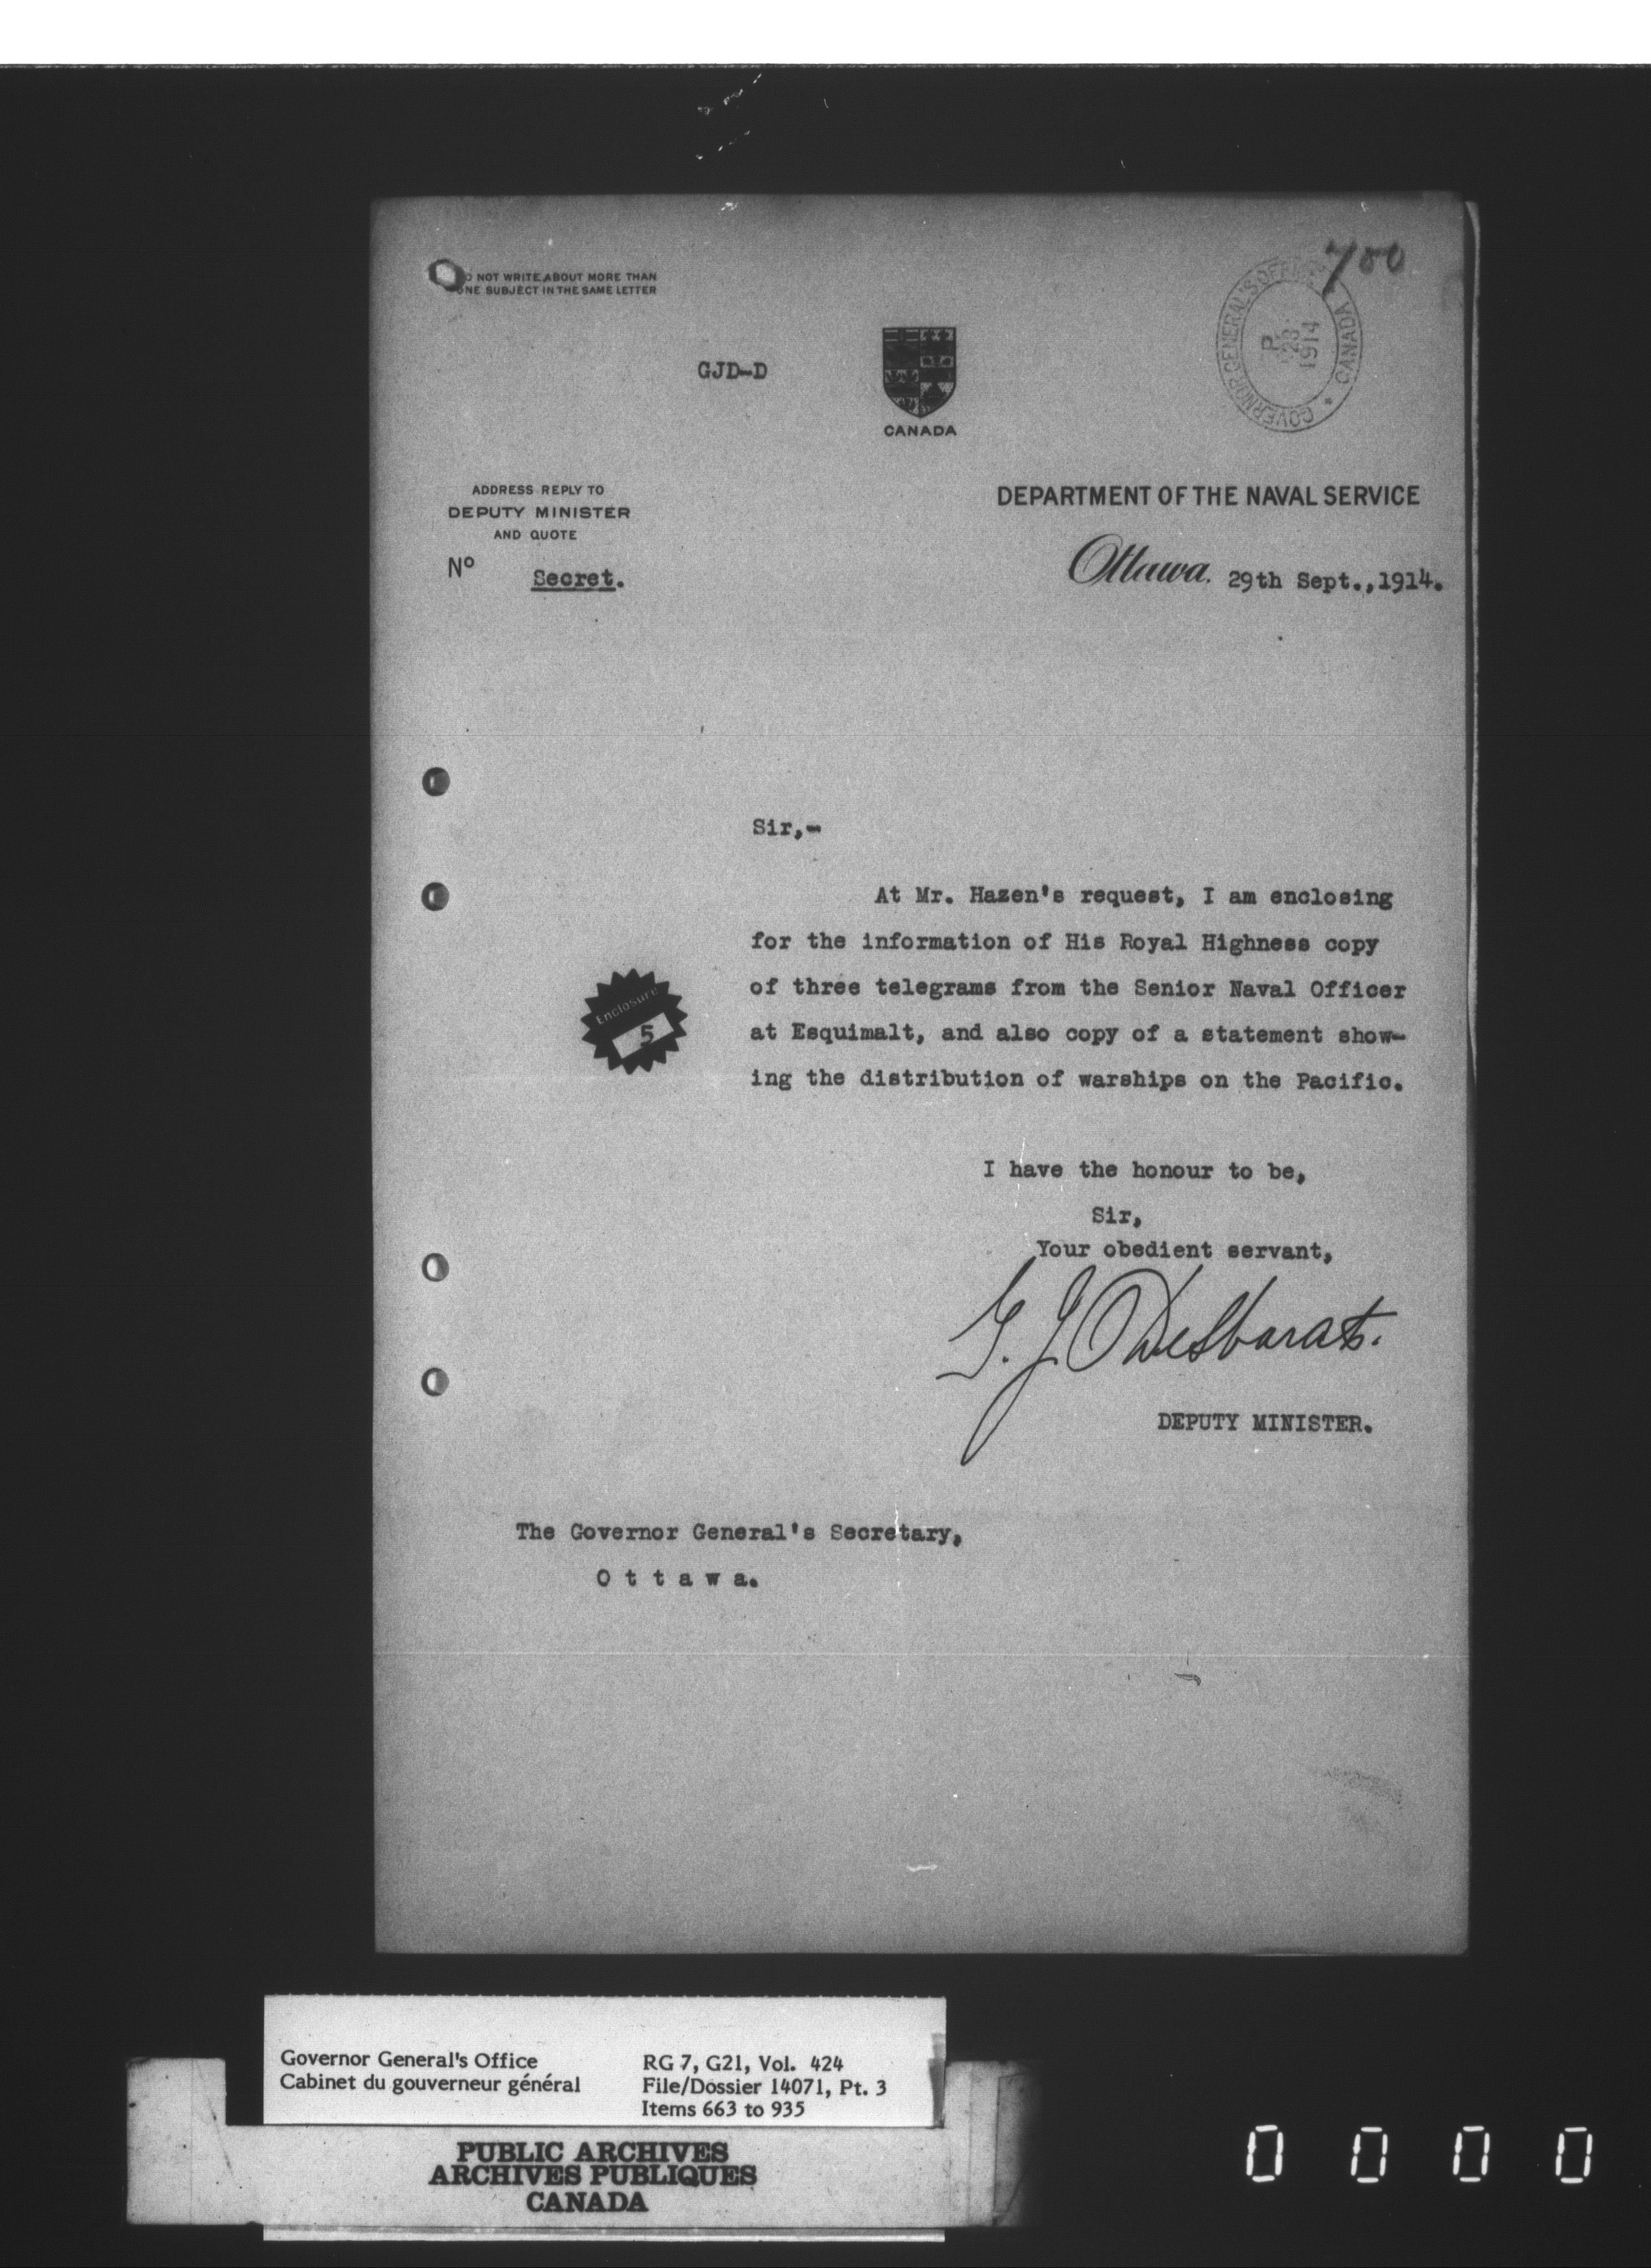 700
DO NOT WRITE ABOUT MORE THAN
ONE SUBJECT IN THE SAME LETTER
GOVERNOR GENERAL'S OFFICE
CANADA
1914
GJD-D
CANADA
ADDRESS REPLY TO
DEPUTY MINISTER
AND QUOTE
No
Secret.
DEPARTMENT OF THE NAVAL SERVICE
Ottawa. 29th Sept.,1914.
Sir,-
At Mr. Hazen's request, I am enclosing
for the information of His Royal Highness copy
of three telegrams from the Senior Naval Officer
at Esquimalt, and also copy of a statement show-
ing the distribution of warships on the Pacific.
Enclosure
5
I have the honour to be,
Sir,
Your obedient servant,
G. J. Desbarats.
DEPUTY MINISTER.
The Governor General's Secretary,
O t t a w a.
Governor General's Office
Cabinet du gouverneur général
RG 7, G21, Vol. 424
File/Dossier 14071, Pt. 3
Items 663 to 935
PUBLIC ARCHIVES
ARCHIVES PUBLIQUES
CANADA
0 0 0 0